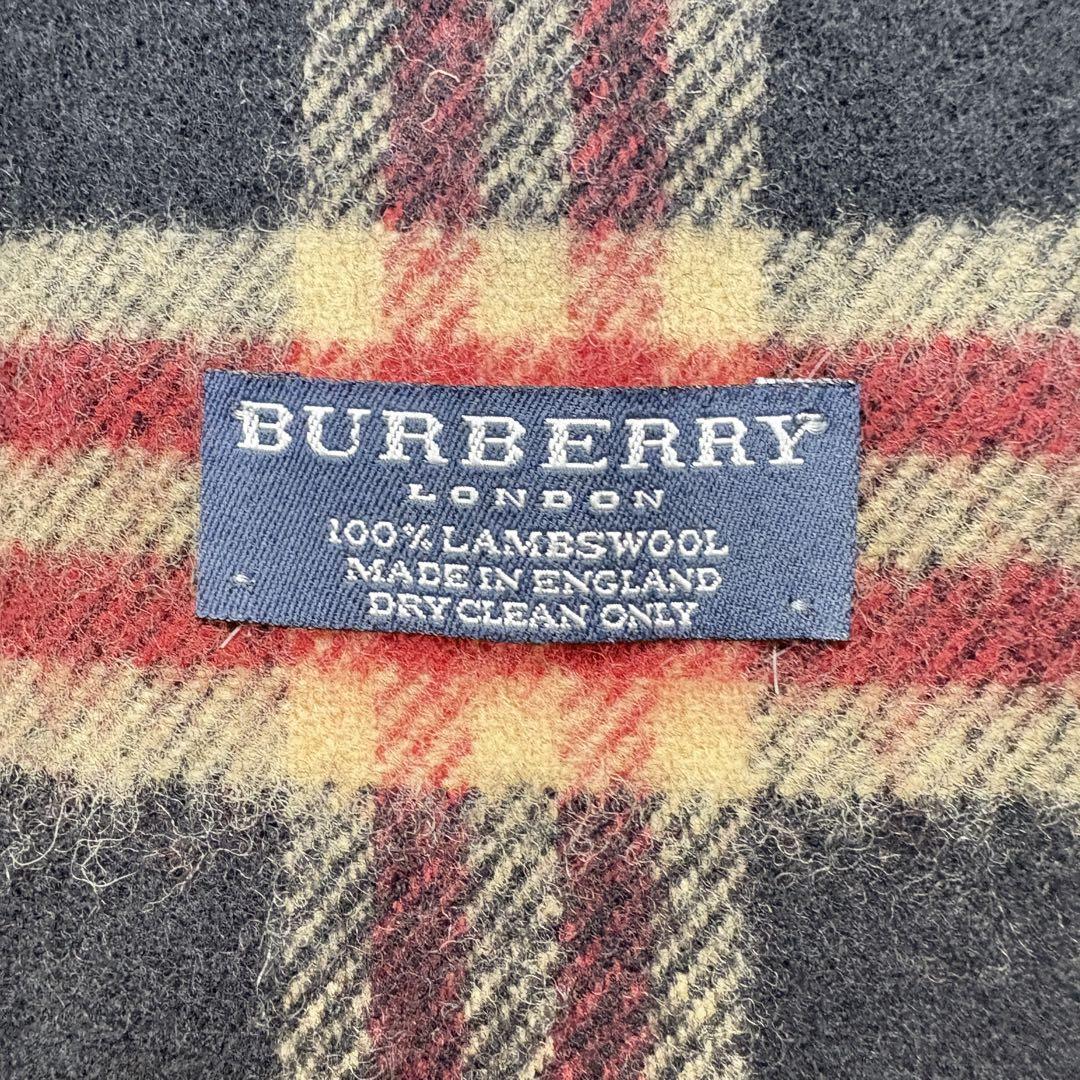 BURBERRY
LONDON
100% LAMBSWOOL
MADE IN ENGLAND
DRY CLEAN ONLY